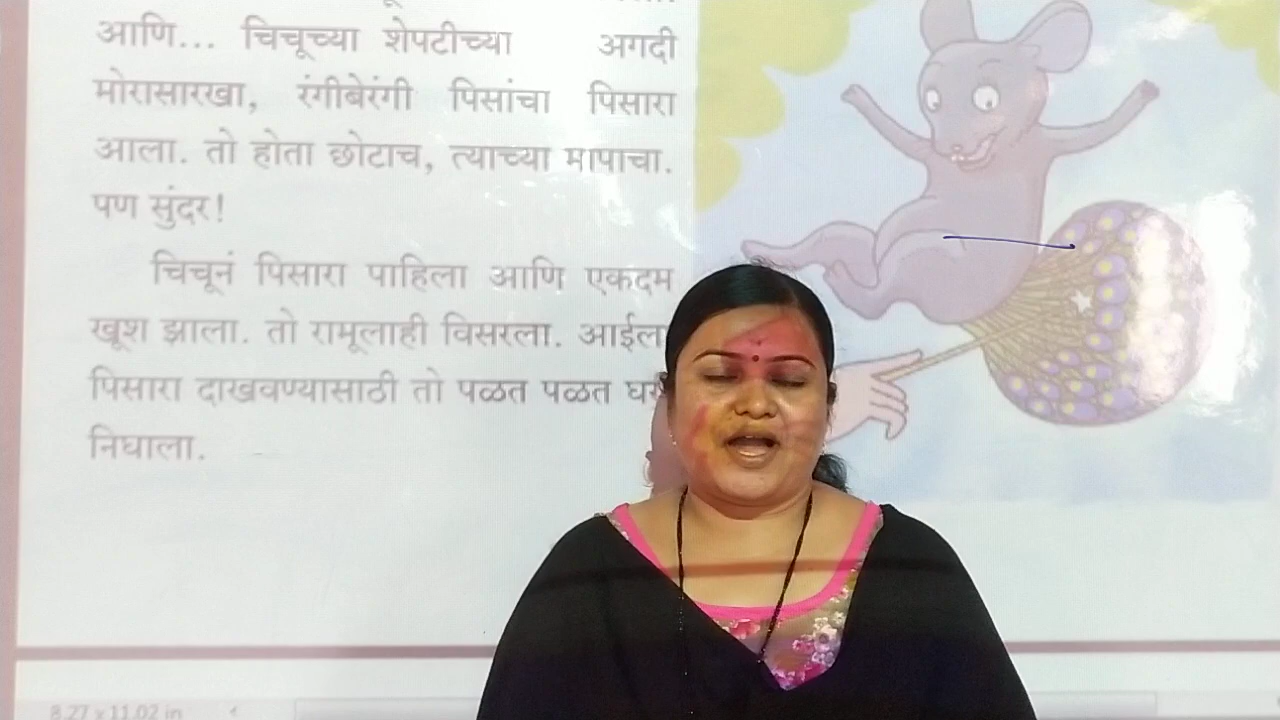 आणि... चिचूच्या शेपटीच्या अगदी
मोरासारखा, रंगीबेरंगी पिसांचा पिसारा
आला. तो होता छोटाच, त्याच्या मापाचा.
पण सुंदर!
चिचूनं पिसारा पाहिला आणि एकदम
खूश झाला. तो रामूलाही विसरला. आईला
पिसारा दाखवण्यासाठी तो पळत पळत घरी
निघाला.
8.27 x 11.02 in